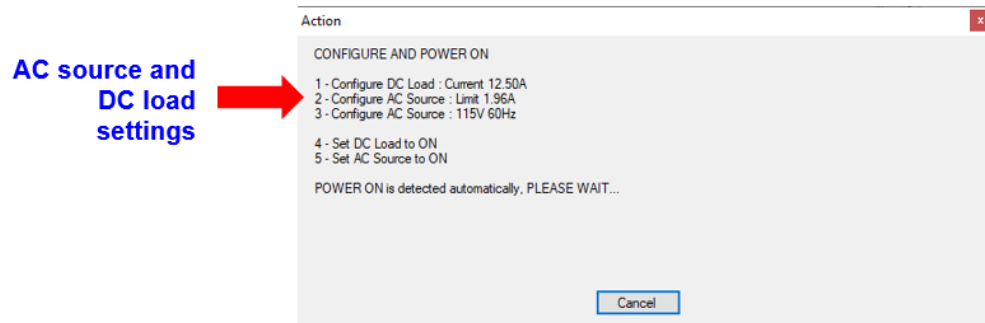 Action
x
AC source and
DC load
settings
CONFIGURE AND POWER ON
1 - Configure DC Load : Current 12.50A
2 - Configure AC Source : Limit 1.96A
3 - Configure AC Source : 115V 60Hz
4 - Set DC Load to ON
5 - Set AC Source to ON
POWER ON is detected automatically, PLEASE WAIT...
Cancel